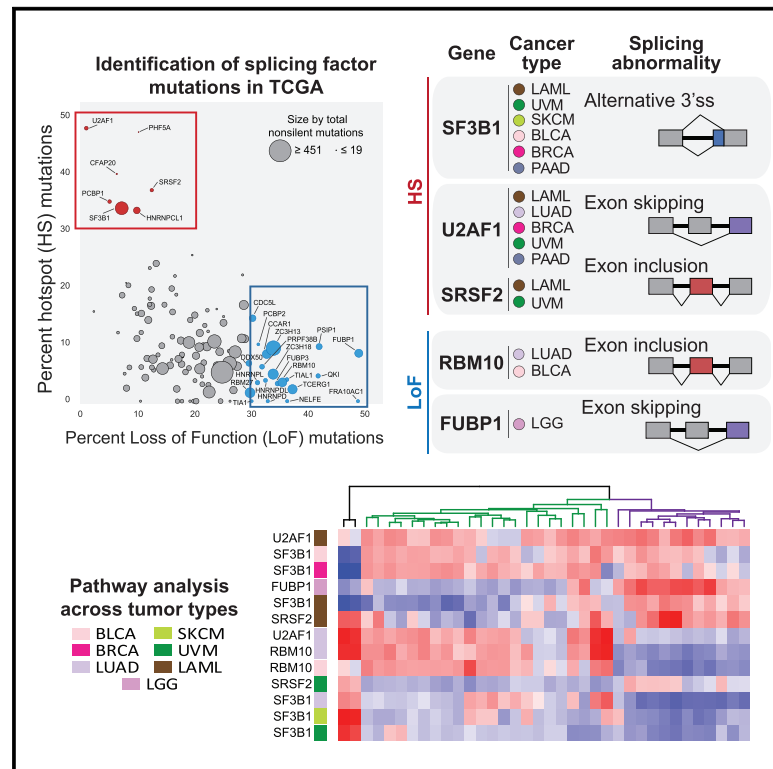 Identification of splicing factor
mutations in TCGA
Percent hotspot (HS) mutations
50
40
30
20
10
0
0
10
20
30
40
50
Percent Loss of Function (LoF) mutations
Size by total
nonsilent mutations
≥ 451
≤ 19
U2AF1
PHF5A
CFAP20
SRSF2
PCBP1
SF3B1
HNRNPCL1
CDC5L
PCBP2
CCAR1
ZC3H13
PRPF38B
ZC3H18
PSIP1
FUBP1
DDX50
FUBP3
RBM10
HNRNPL
TIAL1
QKI
RBM27
HNRNPDL
TCERG1
HNRNPD
TIA1
NELFE
FRA10AC1
Gene
Cancer
type
Splicing
abnormality
HS
SF3B1
LAML
UVM
SKCM
BLCA
BRCA
PAAD
Alternative 3'ss
U2AF1
LAML
LUAD
BRCA
UVM
PAAD
Exon skipping
SRSF2
LAML
UVM
Exon inclusion
LoF
RBM10
LUAD
BLCA
Exon inclusion
FUBP1
LGG
Exon skipping
Pathway analysis
across tumor types
BLCA
SKCM
BRCA
UVM
LUAD
LAML
LGG
U2AF1
SF3B1
SF3B1
FUBP1
SF3B1
SRSF2
U2AF1
RBM10
RBM10
SRSF2
SF3B1
SF3B1
SF3B1